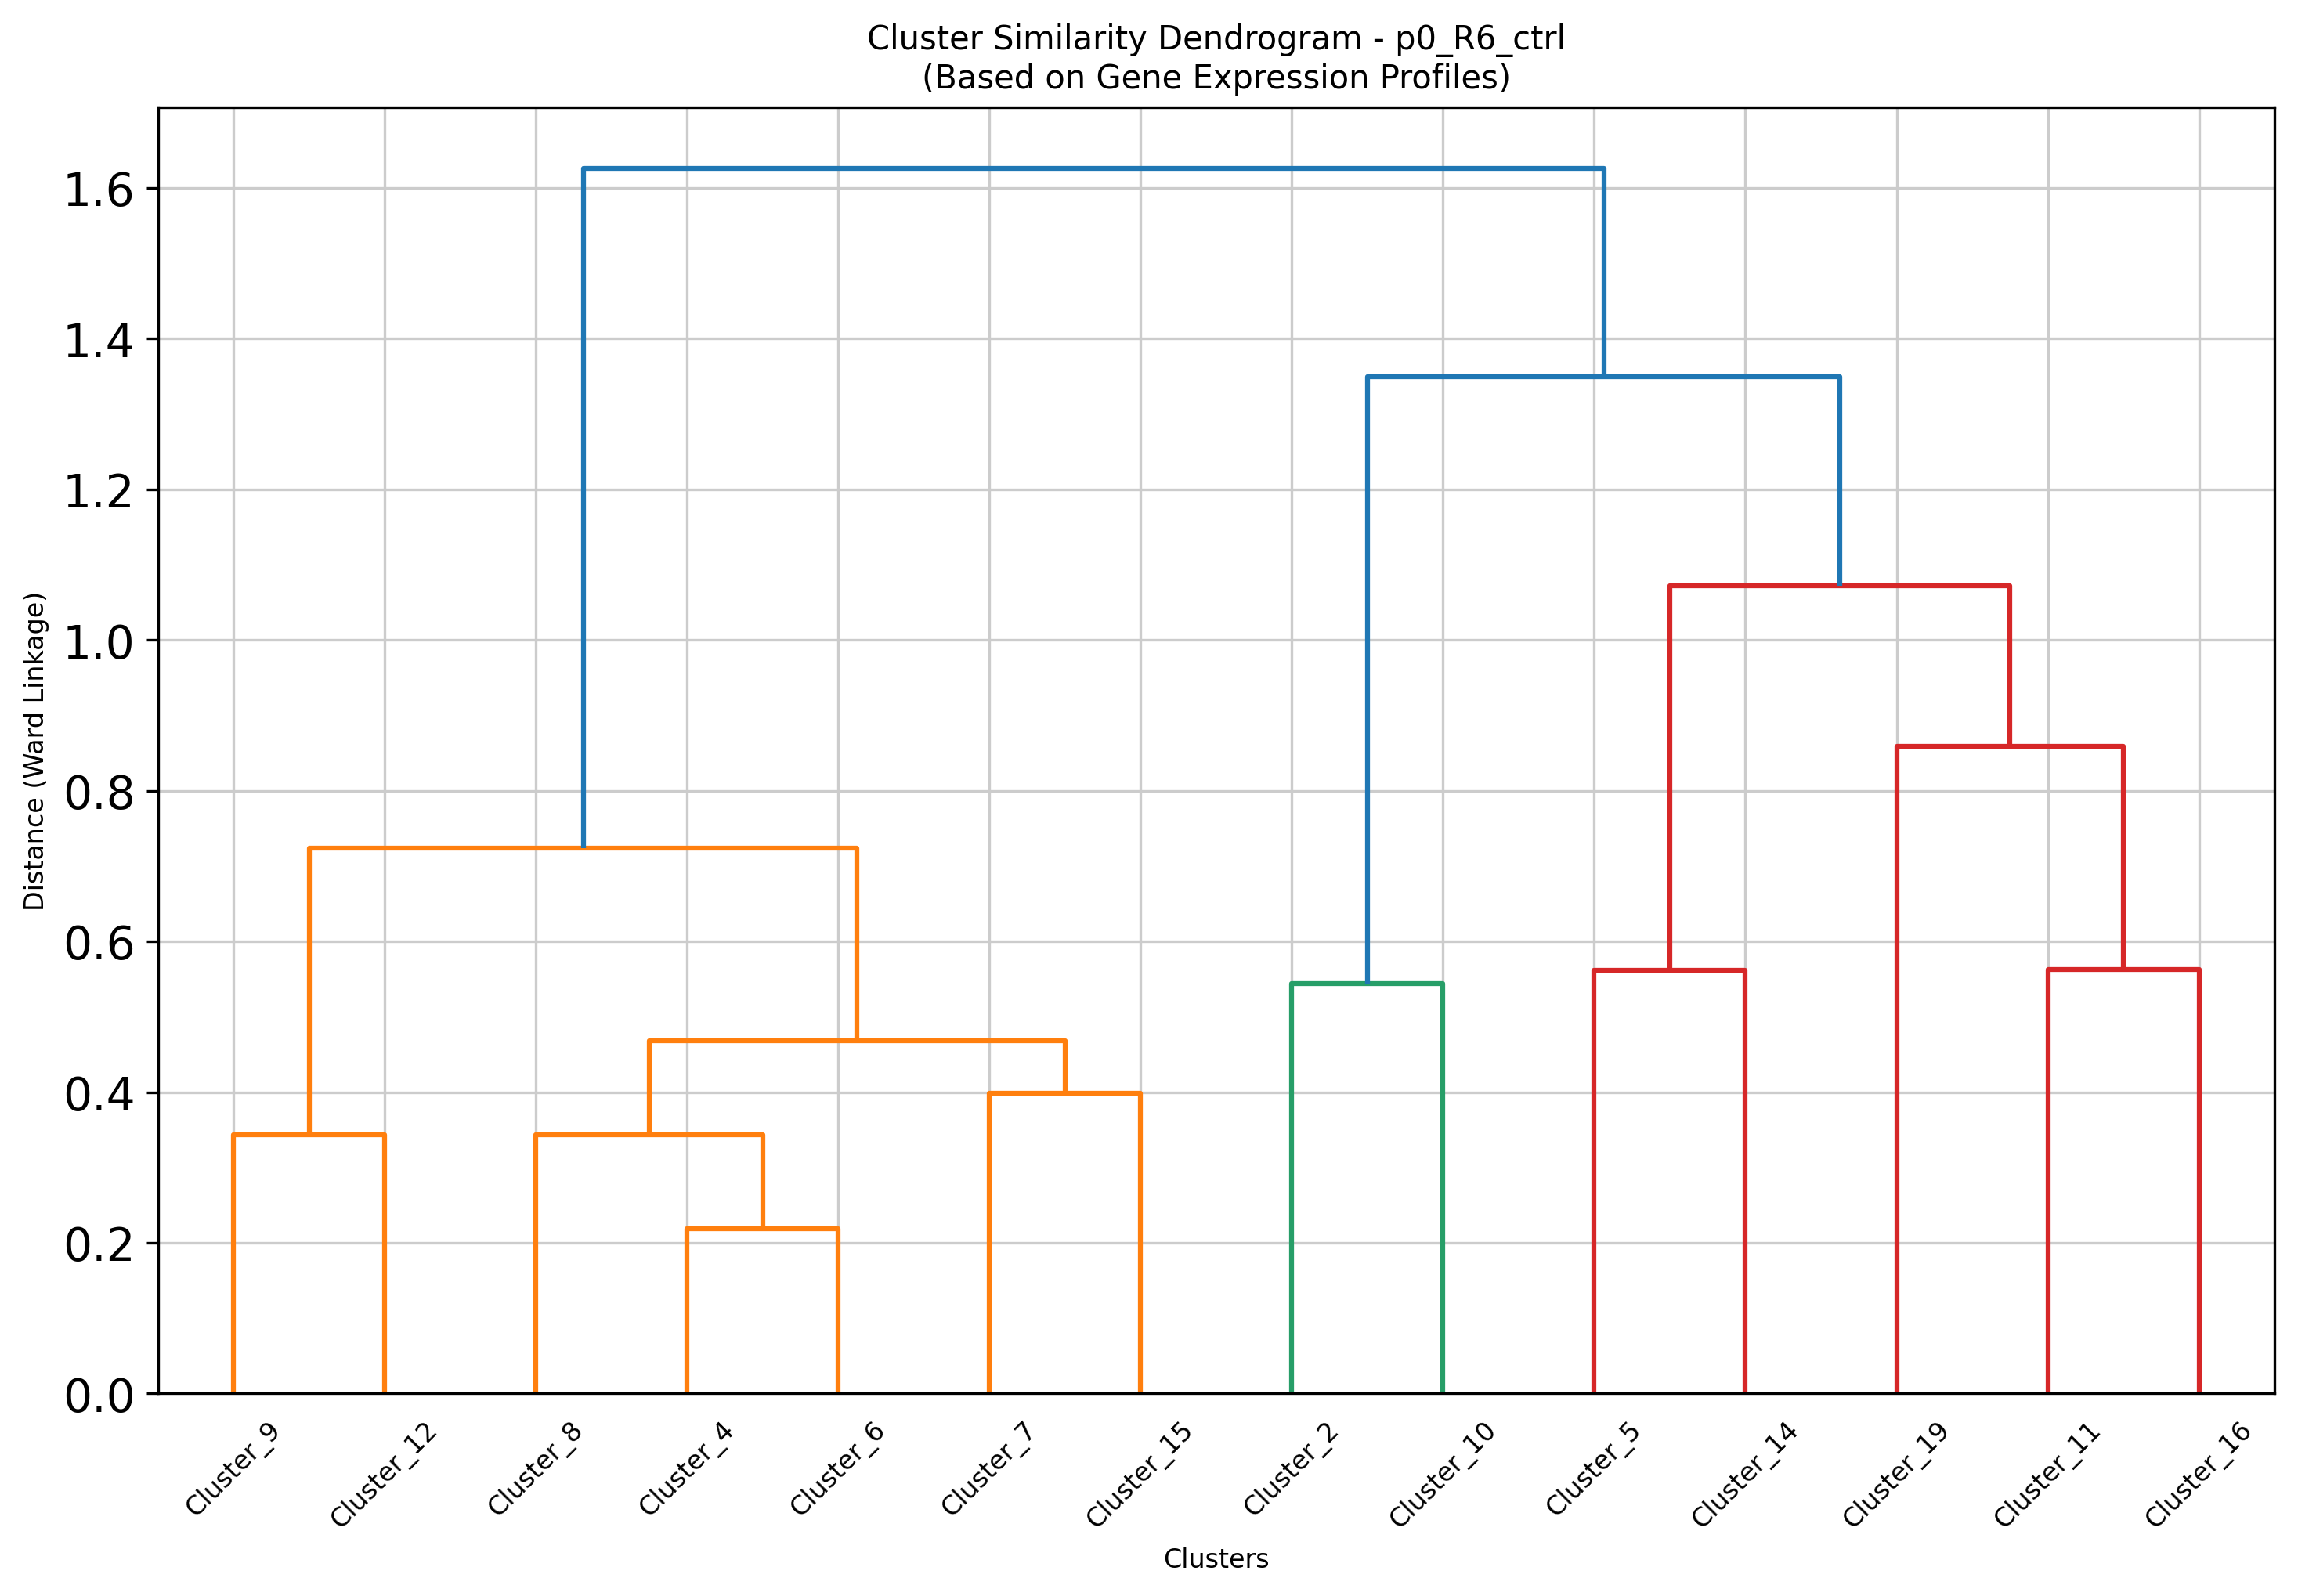 Cluster Similarity Dendrogram - p0_R6_ctrl
(Based on Gene Expression Profiles)
Distance (Ward Linkage)
1.6
1.4
1.2
1.0
0.8
0.6
0.4
0.2
0.0
Cluster_9
Cluster_12
Cluster_8
Cluster_4
Cluster_6
Cluster_7
Cluster_15
Cluster_2
Cluster_10
Cluster_5
Cluster_14
Cluster_19
Cluster_11
Cluster_16
Clusters